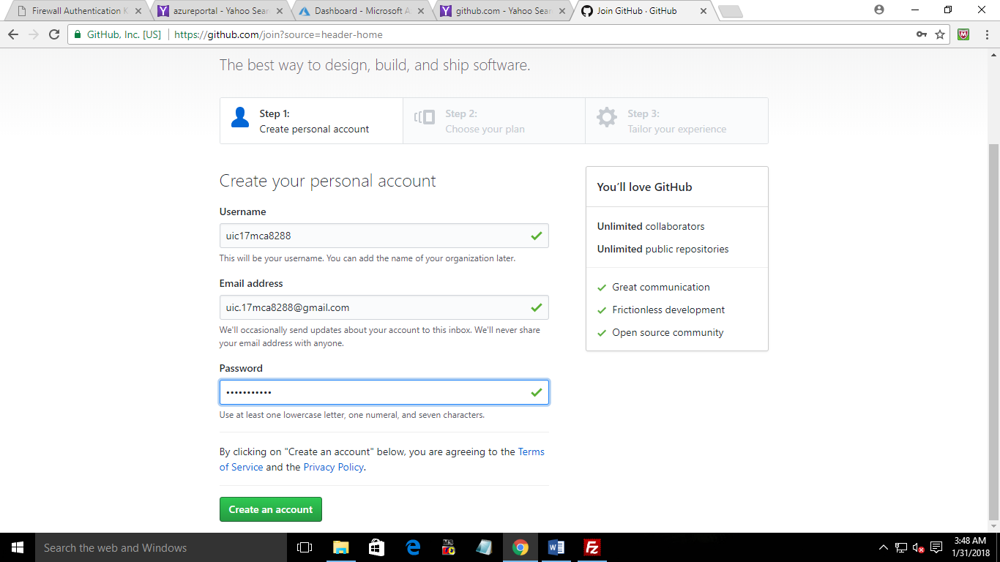 Firewall Authentication K
azureportal - Yahoo Sear
Dashboard - Microsoft A
github.com - Yahoo Sear
Join GitHub · GitHub
GitHub, Inc. [US]
https://github.com/join?source=header-home
The best way to design, build, and ship software.
Step 1:
Create personal account
Step 2:
Choose your plan
Step 3:
Tailor your experience
Create your personal account
Username
uic17mca8288
This will be your username. You can add the name of your organization later.
Email address
uic.17mca8288@gmail.com
We'll occasionally send updates about your account to this inbox. We'll never share
your email address with anyone.
Password
•••••••••••
Use at least one lowercase letter, one numeral, and seven characters.
By clicking on "Create an account" below, you are agreeing to the Terms
of Service and the Privacy Policy.
Create an account
You'll love GitHub
Unlimited collaborators
Unlimited public repositories
Great communication
Frictionless development
Open source community
Search the web and Windows
3:48 AM
1/31/2018